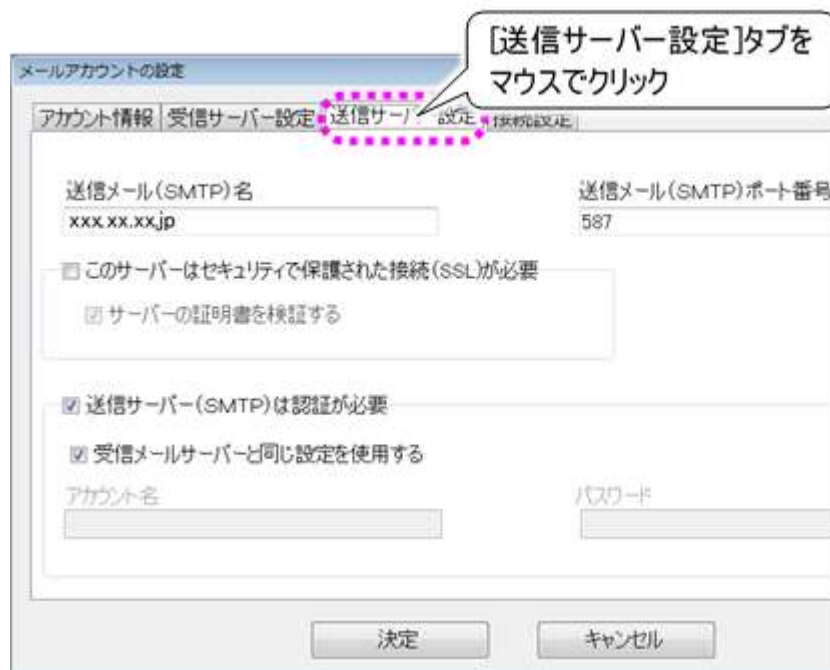 [送信サーバー設定]タブを
マウスでクリック
メールアカウントの設定
アカウント情報 受信サーバー設定 送信サーバ 設定 接続設定
送信メール(SMTP)名 送信メール(SMTP)ポート番号
xxx.xx.xx.jp 587
このサーバーはセキュリティで保護された接続(SSL)が必要
サーバーの証明書を検証する
送信サーバー(SMTP)は認証が必要
受信メールサーバーと同じ設定を使用する
アカウント名 パスワード
決定 キャンセル